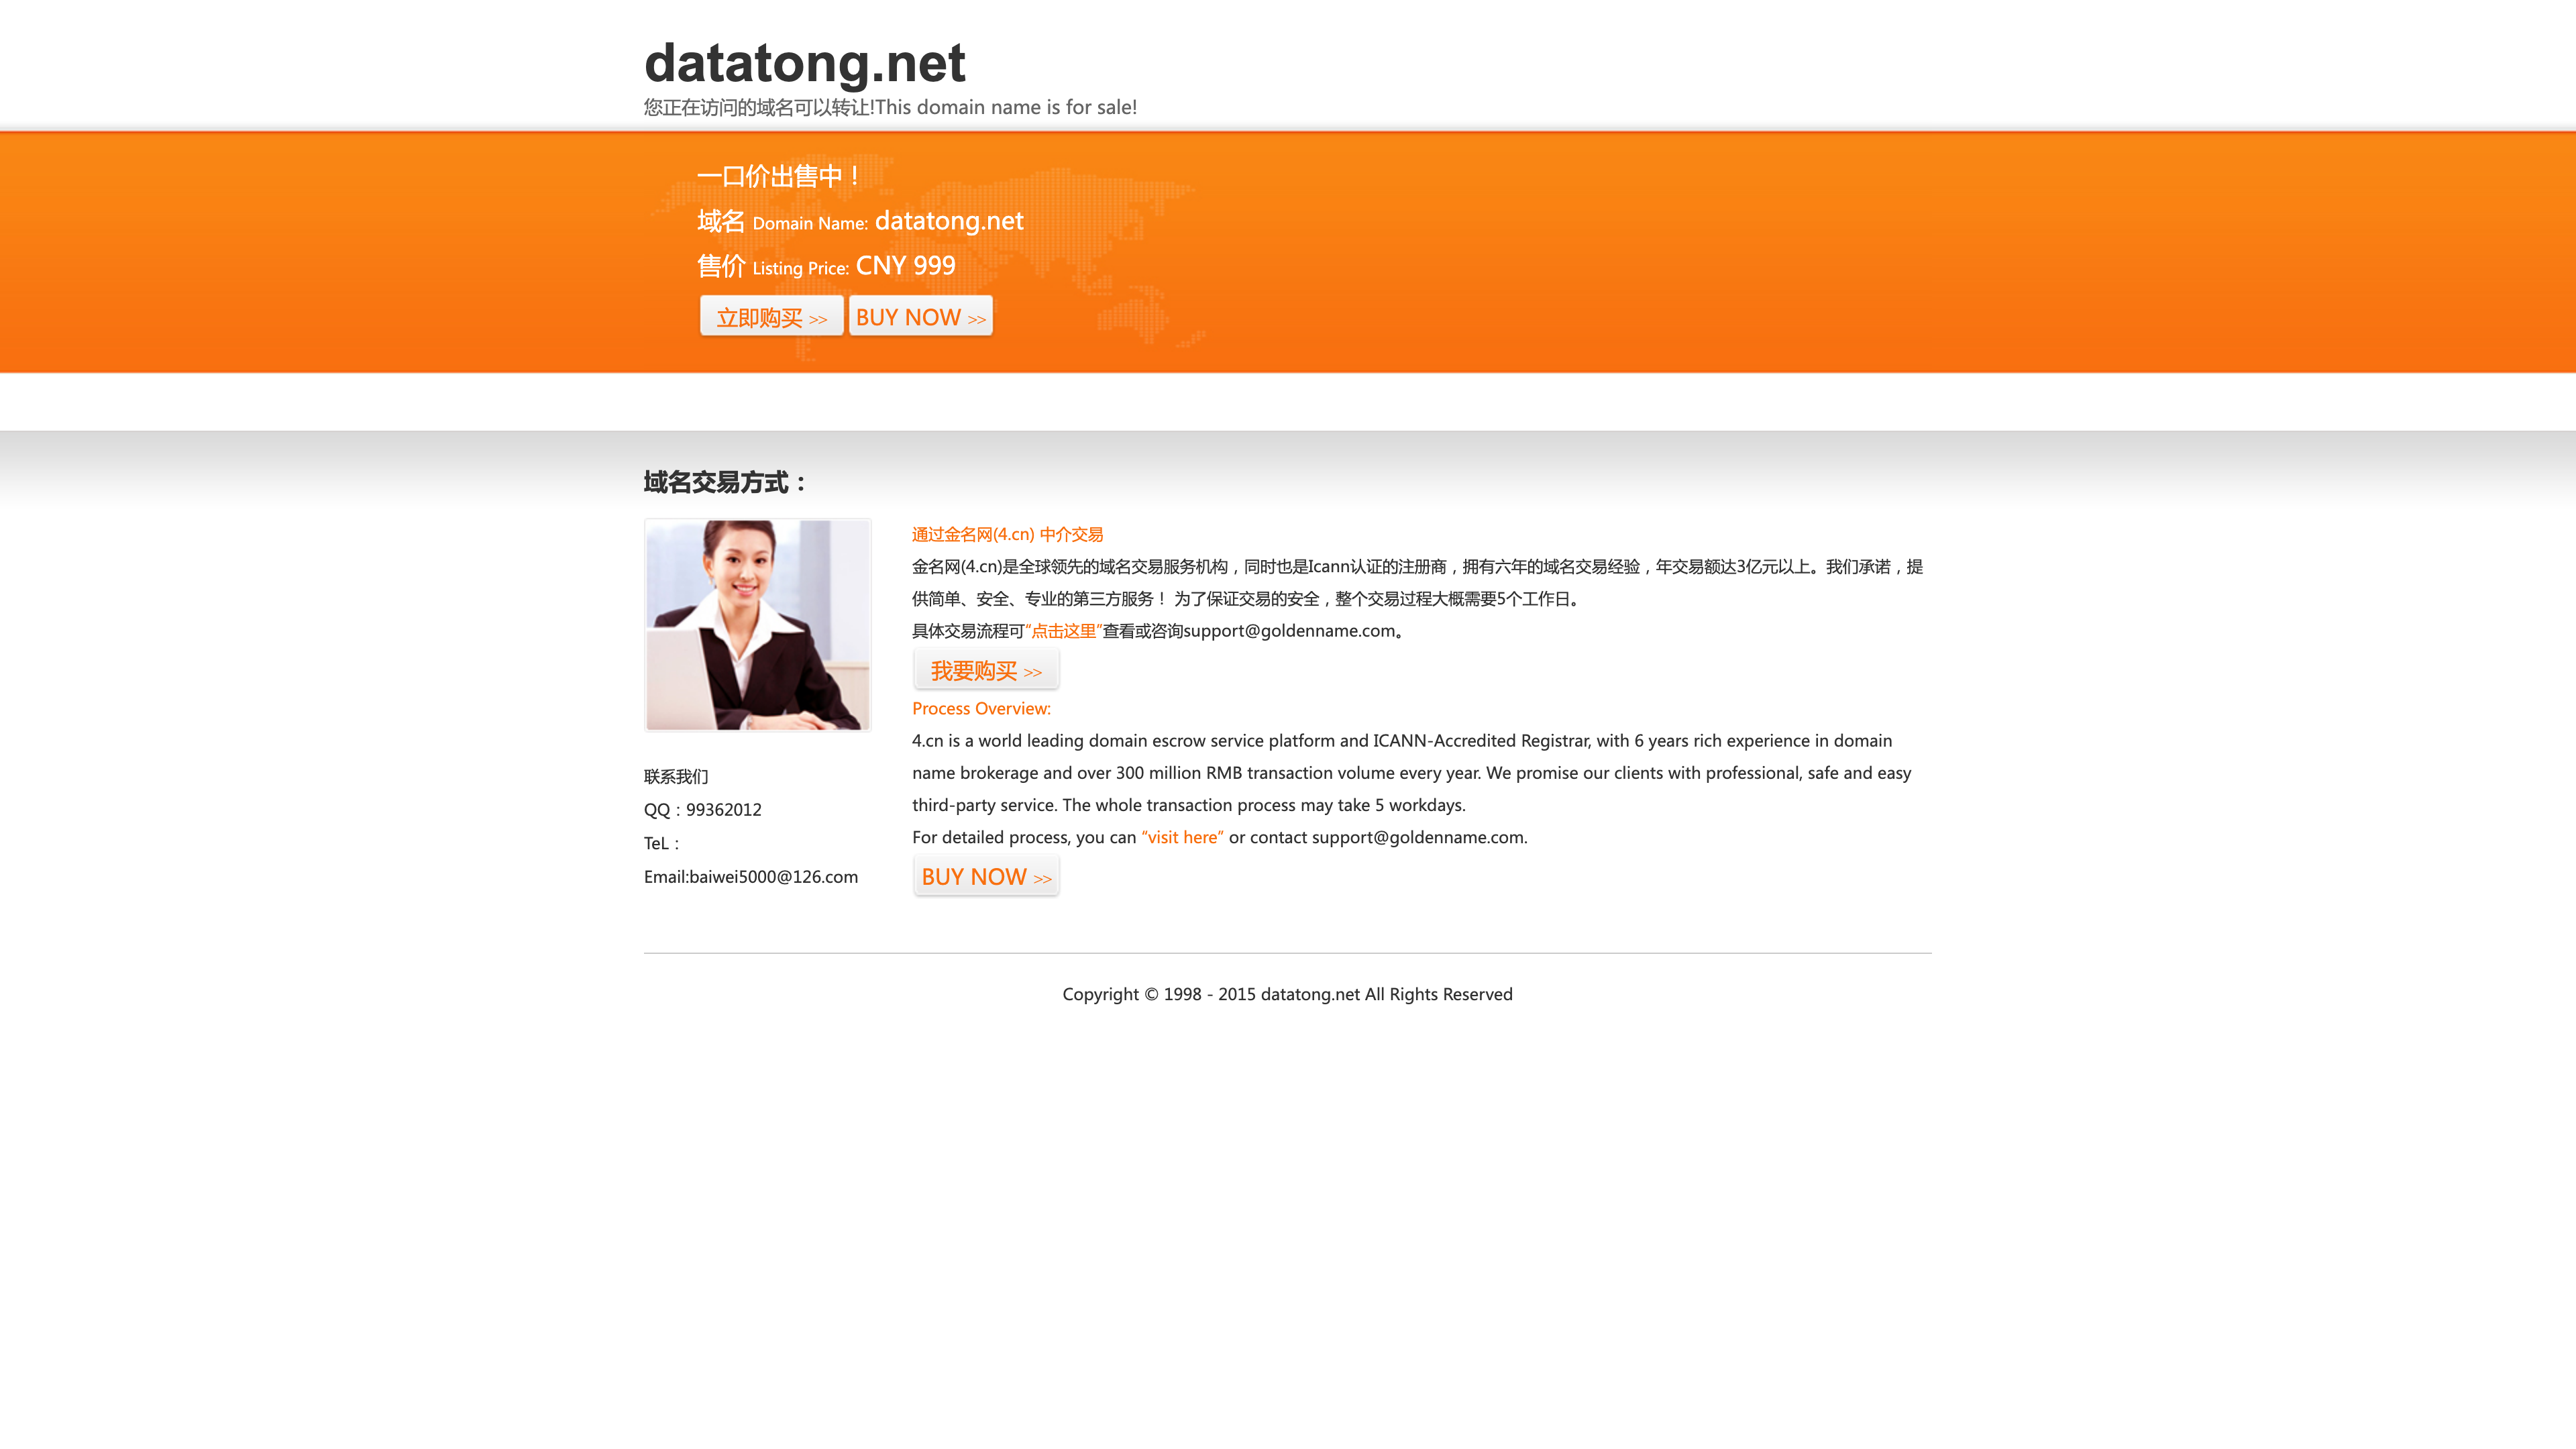 datatong.net
您正在访问的域名可以转让!This domain name is for sale!
一口价出售中！
域名 Domain Name: datatong.net
售价 Listing Price: CNY 999
立即购买 >> BUY NOW >>
域名交易方式：
通过金名网(4.cn) 中介交易
金名网(4.cn)是全球领先的域名交易服务机构，同时也是Icann认证的注册商，拥有六年的域名交易经验，年交易额达3亿元以上。我们承诺，提
供简单、安全、专业的第三方服务！ 为了保证交易的安全，整个交易过程大概需要5个工作日。
具体交易流程可“点击这里”查看或咨询support@goldenname.com。
我要购买 >>
Process Overview:
4.cn is a world leading domain escrow service platform and ICANN-Accredited Registrar, with 6 years rich experience in domain
name brokerage and over 300 million RMB transaction volume every year. We promise our clients with professional, safe and easy
third-party service. The whole transaction process may take 5 workdays.
For detailed process, you can “visit here” or contact support@goldenname.com.
BUY NOW >>
联系我们
QQ：99362012
TeL：
Email:baiwei5000@126.com
Copyright © 1998 - 2015 datatong.net All Rights Reserved